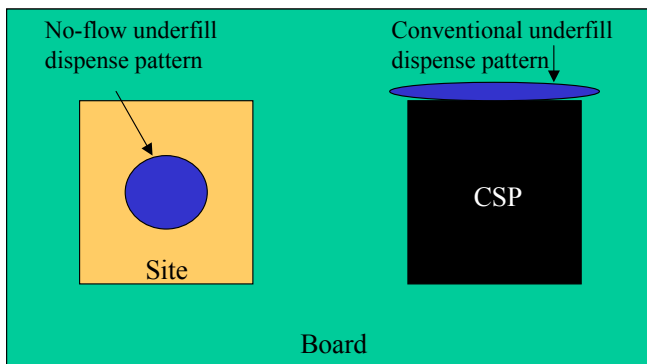 No-flow underfill
dispense pattern
Conventional underfill
dispense pattern
Site
CSP
Board